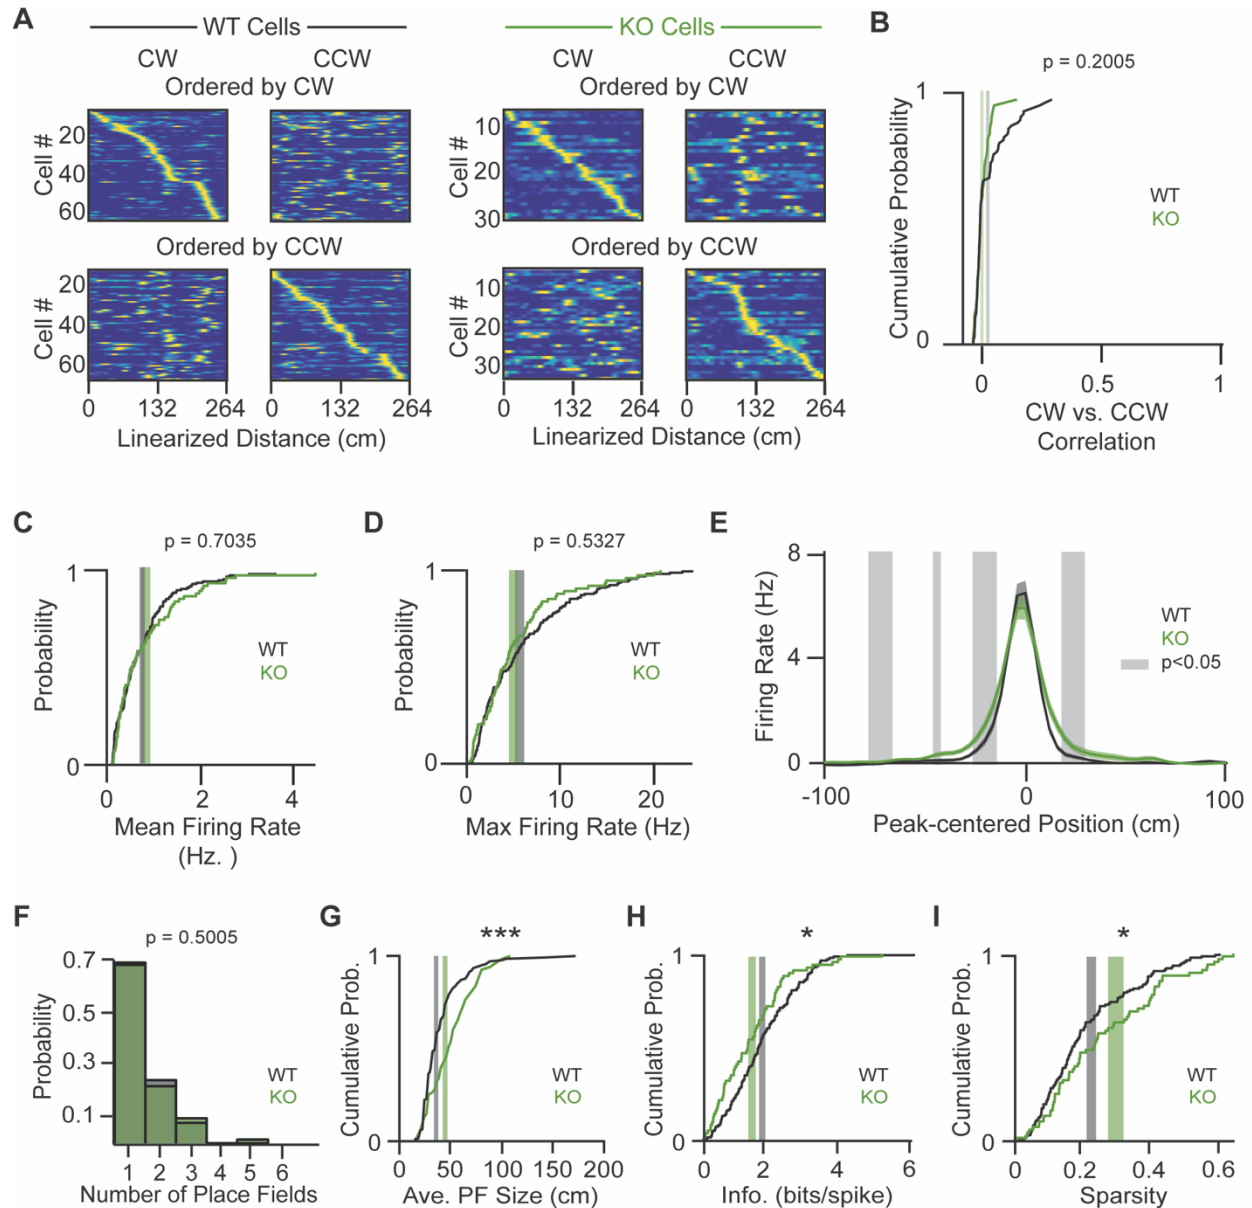 A
WT Cells
KO Cells
B
CW
CCW
CW
CCW
p = 0.2005
Ordered by CW
Ordered by CW
Cell #
20
40
60
Cell #
10
20
30
Cumulative Probability
1
0
WT
KO
Ordered by CCW
Ordered by CCW
Cell #
20
40
60
Cell #
10
20
30
0 132 264
0 132 264
0 132 264
0 132 264
Linearized Distance (cm)
Linearized Distance (cm)
0 0.5 1
CW vs. CCW
Correlation
C
p = 0.7035
Probability
1
0
WT
KO
0 2 4
Mean Firing Rate
(Hz. )
D
p = 0.5327
Probability
1
0
WT
KO
0 10 20
Max Firing Rate (Hz)
E
Firing Rate (Hz)
8
4
0
WT
KO
p<0.05
-100 0 100
Peak-centered Position (cm)
F
p = 0.5005
Probability
0.7
0.5
0.3
0.1
WT
KO
1 2 3 4 5 6
Number of Place Fields
G
***
Cumulative Prob.
1
0
WT
KO
0 50 100 150 200
Ave. PF Size (cm)
H
*
Cumulative Prob.
1
0
WT
KO
0 2 4 6
Info. (bits/spike)
I
*
Cumulative Prob.
1
0
WT
KO
0 0.2 0.4 0.6
Sparsity